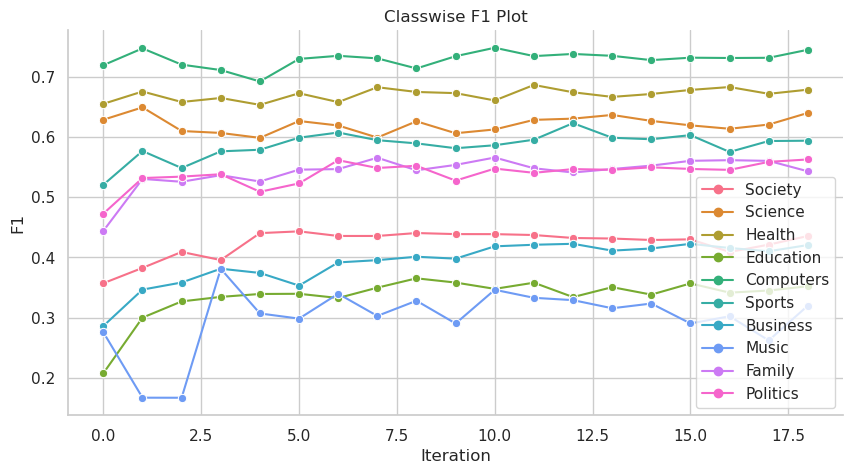 Classwise F1 Plot
F1
0.7
0.6
0.5
0.4
0.3
0.2
0.0
2.5
5.0
7.5
10.0
12.5
15.0
17.5
Iteration
Society
Science
Health
Education
Computers
Sports
Business
Music
Family
Politics